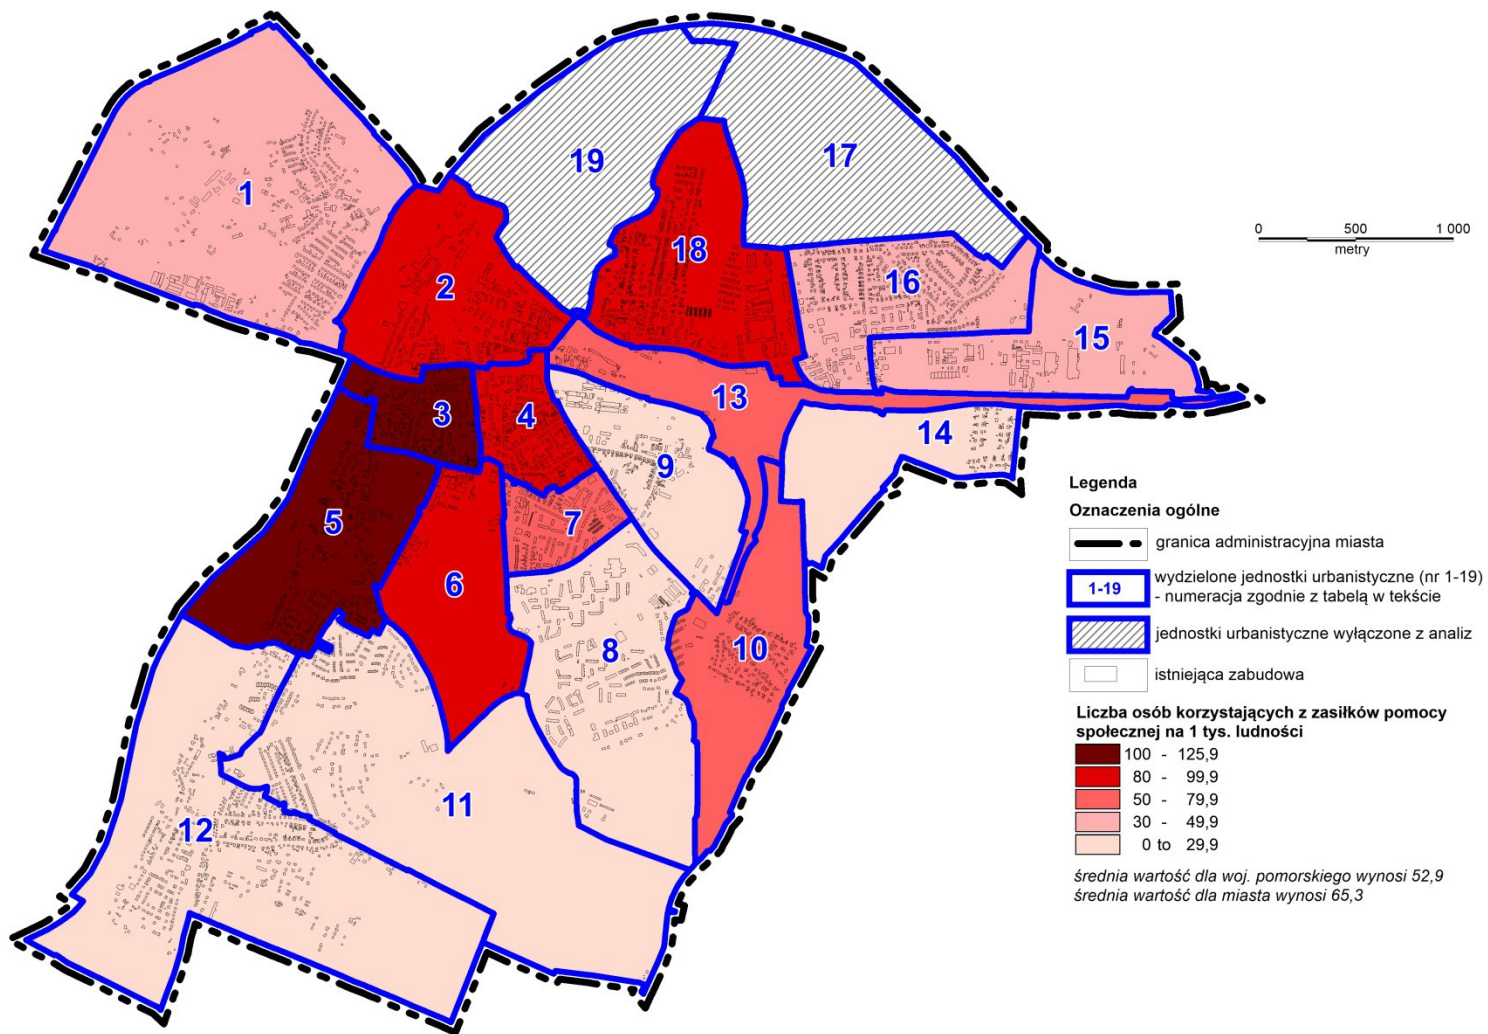 19
17
1
18
2
16
15
13
3
4
14
9
5
7
6
8
10
11
12
0 500 1 000
metry
Legenda
Oznaczenia ogólne
granica administracyjna miasta
1-19
wydzielone jednostki urbanistyczne (nr 1-19)
- numeracja zgodnie z tabelą w tekście
jednostki urbanistyczne wyłączone z analiz
istniejąca zabudowa
Liczba osób korzystających z zasiłków pomocy
społecznej na 1 tys. ludności
100 - 125,9
80 - 99,9
50 - 79,9
30 - 49,9
0 to 29,9
średnia wartość dla woj. pomorskiego wynosi 52,9
średnia wartość dla miasta wynosi 65,3